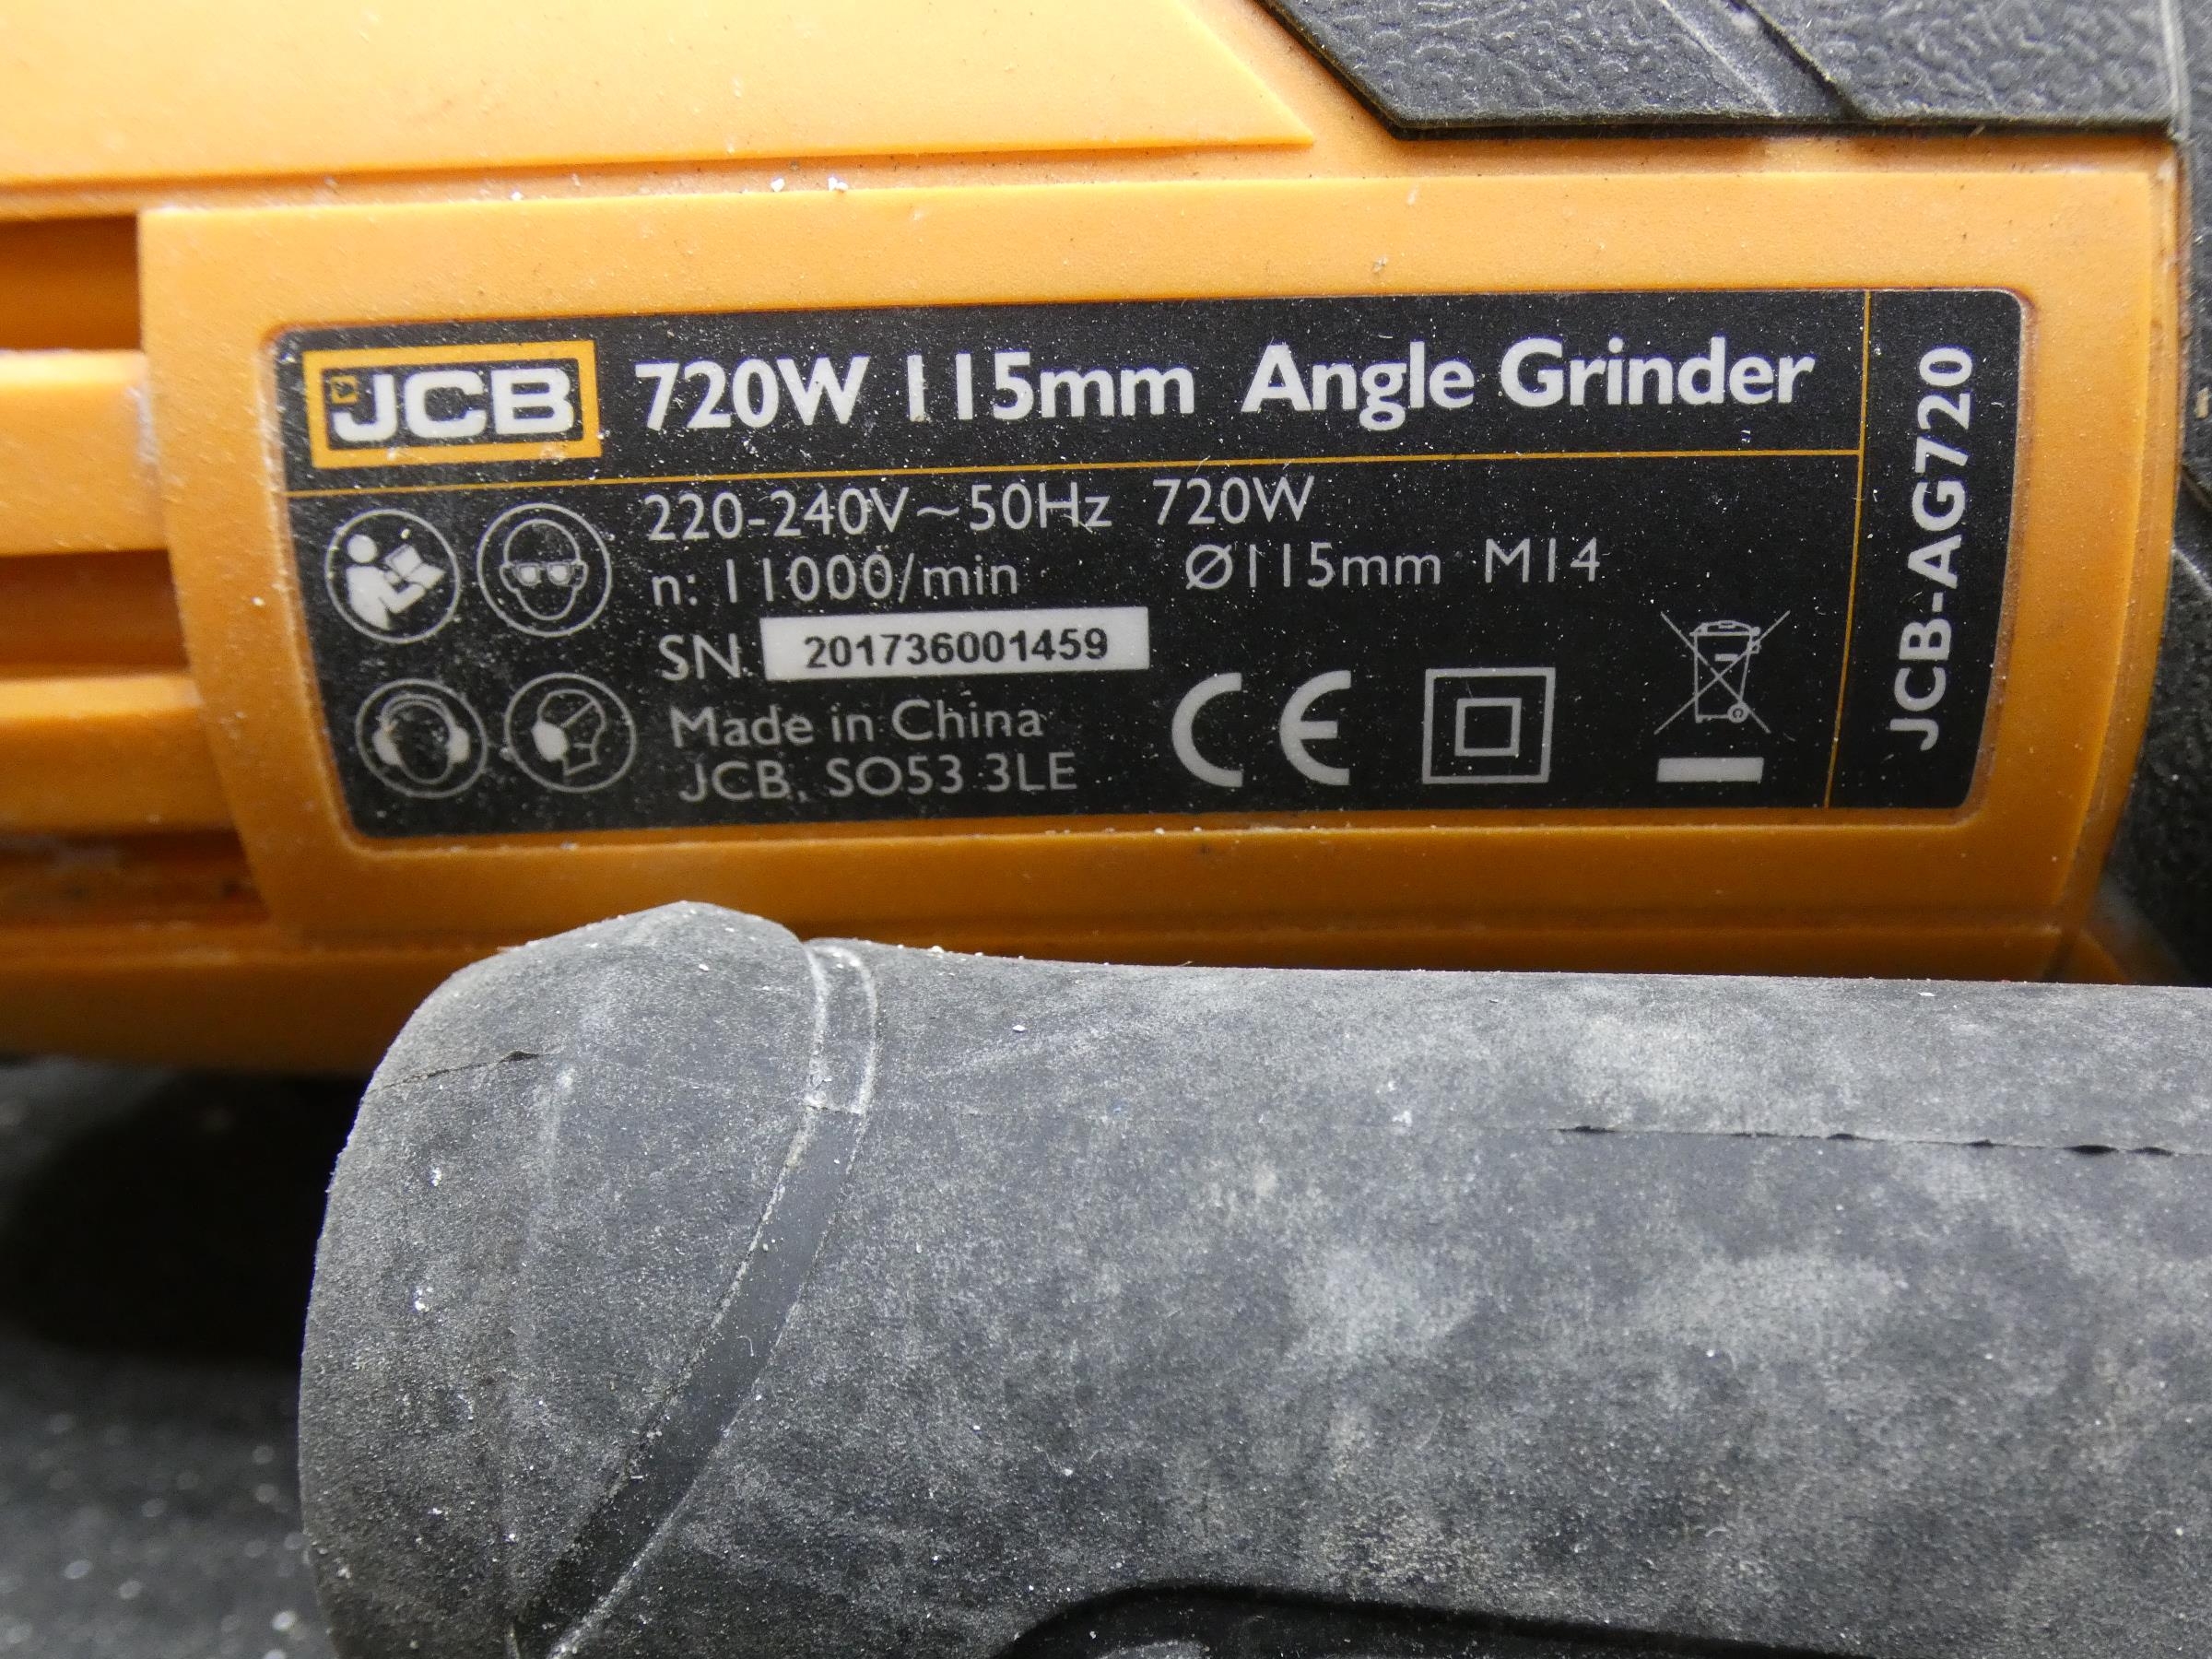 JCB 720W 115mm Angle Grinder
220-240V~50Hz 720W
n: 11000/min Ø115mm M14
SN 201736001459
Made in China
JCB, SO53 3LE
CE
JCB-AG720